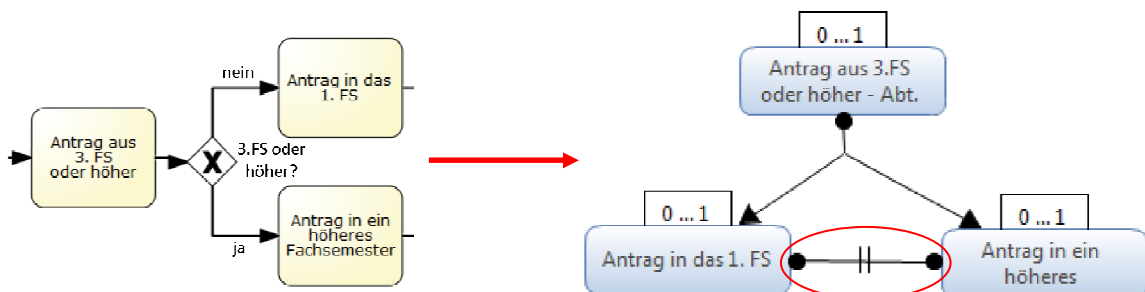 Antrag aus
3. FS
oder höher
nein
Antrag in das
1. FS
X
3.FS oder
höher?
ja
Antrag in ein
höheres
Fachsemester
0 ... 1
Antrag aus 3.FS
oder höher - Abt.
0 ... 1
Antrag in das 1. FS
0 ... 1
Antrag in ein
höheres